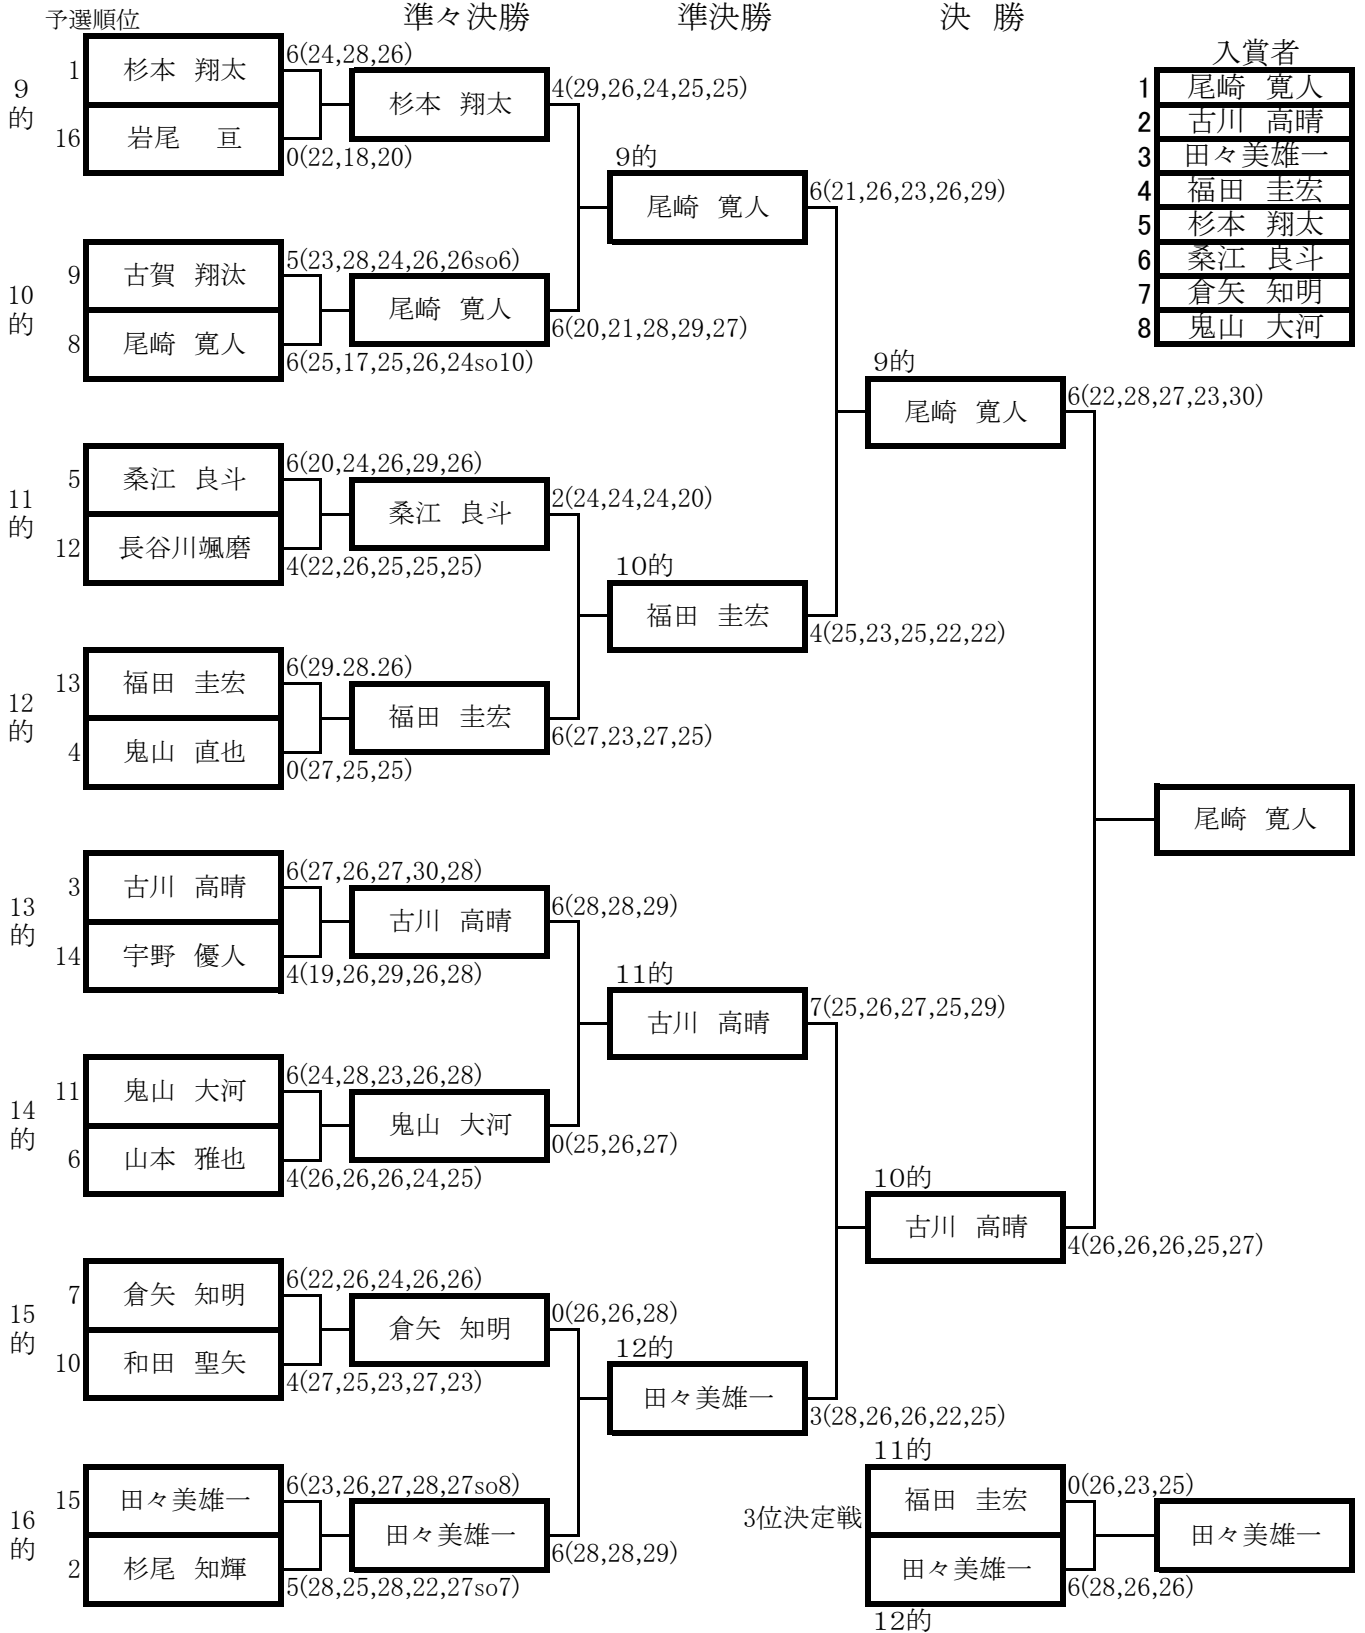 予選順位 準々決勝 準決勝 決 勝
入賞者
1 尾崎 寛人
2 古川 高晴
3 田々美雄一
4 福田 圭宏
5 杉本 翔太
6 桑江 良斗
7 倉矢 知明
8 鬼山 大河
9的
1 杉本 翔太 6(24,28,26)
16 岩尾 亘 0(22,18,20)
杉本 翔太 4(29,26,24,25,25)
9的
尾崎 寛人 6(21,26,23,26,29)
10的
9 古賀 翔汰 5(23,28,24,26,26so6)
8 尾崎 寛人 6(25,17,25,26,24so10)
尾崎 寛人 6(20,21,28,29,27)
9的
尾崎 寛人 6(22,28,27,23,30)
11的
5 桑江 良斗 6(20,24,26,29,26)
12 長谷川颯磨 4(22,26,25,25,25)
桑江 良斗 2(24,24,24,20)
10的
福田 圭宏 4(25,23,25,22,22)
12的
13 福田 圭宏 6(29.28.26)
4 鬼山 直也 0(27,25,25)
福田 圭宏 6(27,23,27,25)
尾崎 寛人
13的
3 古川 高晴 6(27,26,27,30,28)
14 宇野 優人 4(19,26,29,26,28)
古川 高晴 6(28,28,29)
11的
古川 高晴 7(25,26,27,25,29)
14的
11 鬼山 大河 6(24,28,23,26,28)
6 山本 雅也 4(26,26,26,24,25)
鬼山 大河 0(25,26,27)
10的
古川 高晴 4(26,26,26,25,27)
15的
7 倉矢 知明 6(22,26,24,26,26)
10 和田 聖矢 4(27,25,23,27,23)
倉矢 知明 0(26,26,28)
12的
田々美雄一 3(28,26,26,22,25)
16的
15 田々美雄一 6(23,26,27,28,27so8)
2 杉尾 知輝 5(28,25,28,22,27so7)
田々美雄一 6(28,28,29)
3位決定戦
11的
福田 圭宏 0(26,23,25)
田々美雄一 6(28,26,26)
12的
田々美雄一